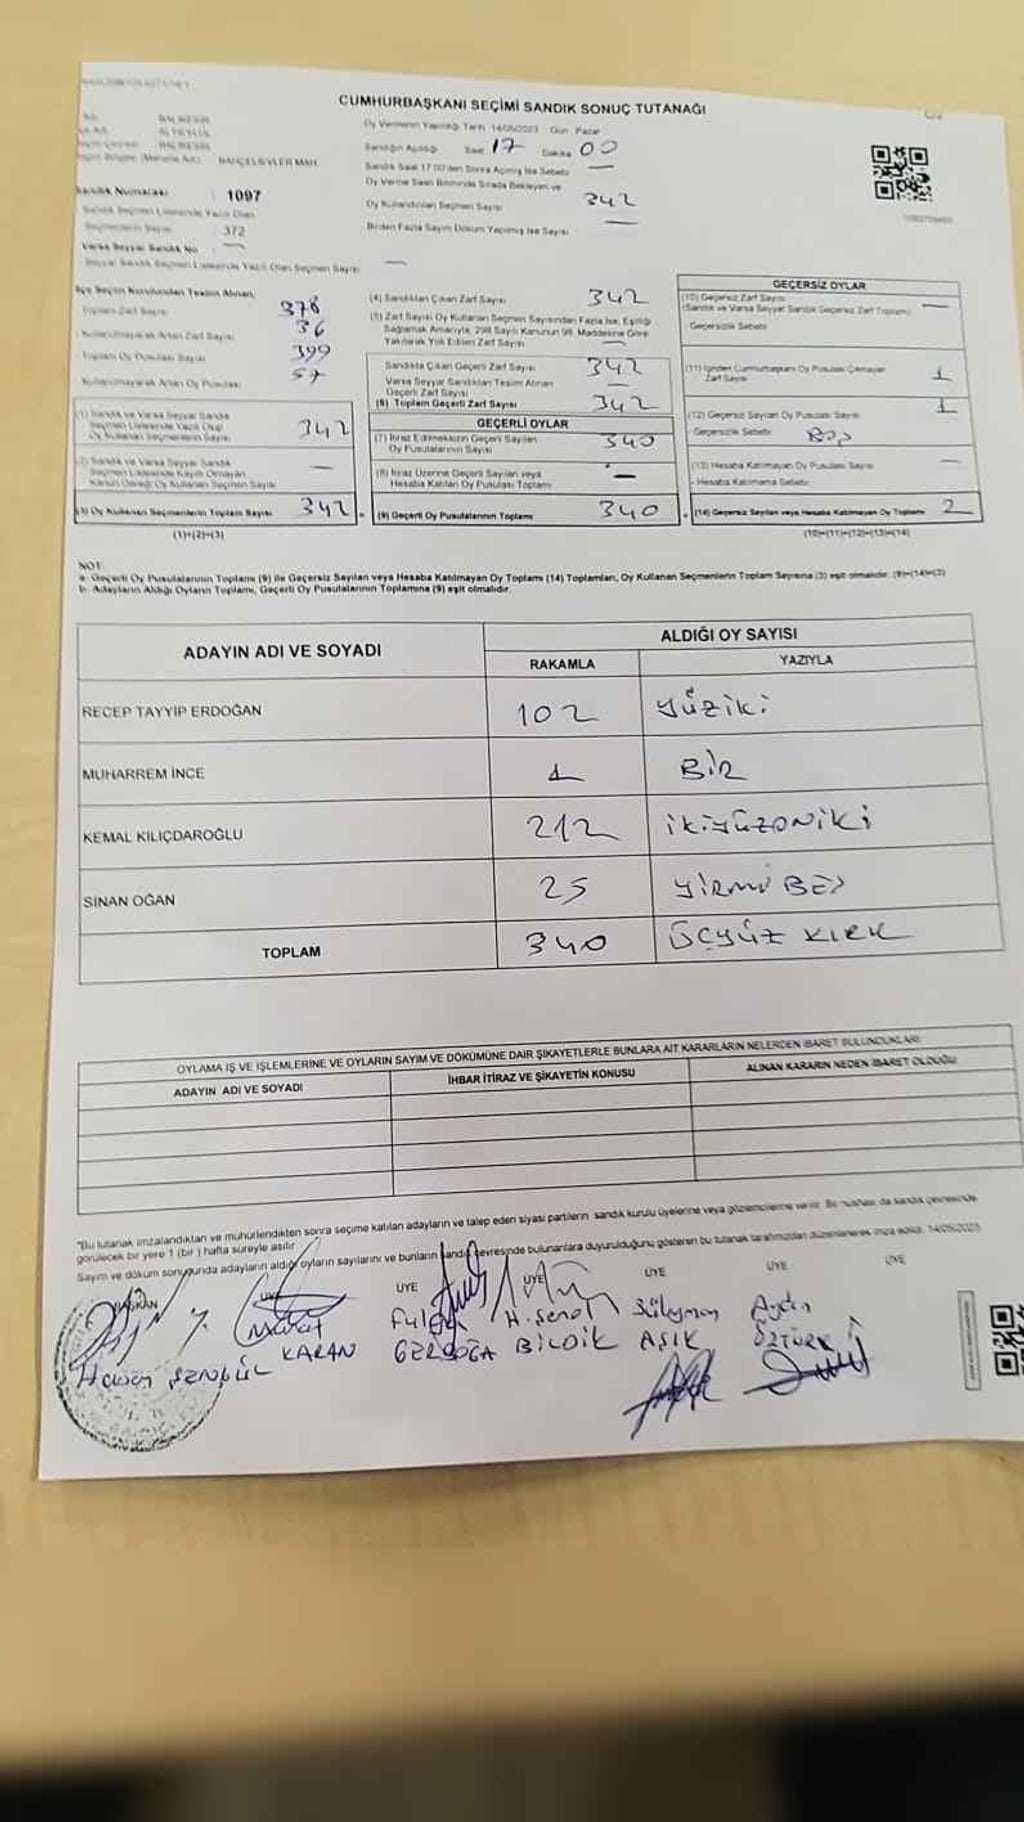 CUMHURBAŞKANI SEÇİMİ SANDIK SONUÇ TUTANAĞI
Oy Vermenin Yapıldığı Tarih 14/05/2023 Gün Pazar
BALIKESİR
ALTIEYLÜL
BALIKESİR
BAHÇELİEVLER MAH.
Sandığın Açıldığı Saat 17 Dakika 00
Sandık Saat 17:00'den Sonra Açılmış İse Sebebi —
Oy Verme Saati Bitiminde Sırada Bekleyen ve
Oy Kullandırılan Seçmen Sayısı 342
Birden Fazla Sayım Döküm Yapılmış İse Sayısı —
Sandık Numarası : 1097
Sandık Seçmen Listesinde Yazılı Olan
Seçmenlerin Sayısı 372
Varsa Seyyar Sandık No —
Seyyar Sandık Seçmen Listesinde Yazılı Olan Seçmen Sayısı —
İlçe Seçim Kurulundan Teslim Alınan;
Toplam Zarf Sayısı 378
Kullanılmayarak Artan Zarf Sayısı 36
Toplam Oy Pusulası Sayısı 399
Kullanılmayarak Artan Oy Pusulası 57
(1) Sandık ve Varsa Seyyar Sandık
Seçmen Listesinde Yazılı Olup
Oy Kullanan Seçmenlerin Sayısı 342
(2) Sandık ve Varsa Seyyar Sandık
Seçmen Listesinde Kayıtlı Olmayan
Kanun Gereği Oy Kullanan Seçmen Sayısı —
(3) Oy Kullanan Seçmenlerin Toplam Sayısı 342
(1)+(2)=(3)
(4) Sandıktan Çıkan Zarf Sayısı 342
(5) Zarf Sayısı Oy Kullanan Seçmen Sayısından Fazla İse, Eşitliği
Sağlamak Amacıyla, 298 Sayılı Kanunun 98. Maddesine Göre
Yakılarak Yok Edilen Zarf Sayısı —
Sandıkta Çıkan Geçerli Zarf Sayısı 342
Varsa Seyyar Sandıktan Teslim Alınan
Geçerli Zarf Sayısı —
(6) Toplam Geçerli Zarf Sayısı 342
GEÇERLİ OYLAR
(7) İtiraz Edilmeksizin Geçerli Sayılan
Oy Pusulasının Sayısı 340
(8) İtiraz Üzerine Geçerli Sayılan veya
Hesaba Katılan Oy Pusulası Toplamı —
(9) Geçerli Oy Pusulalarının Toplamı 340
GEÇERSİZ OYLAR
(10) Geçersiz Zarf Sayısı —
(Sandık ve Varsa Seyyar Sandık Geçersiz Zarf Toplamı)
- Geçersizlik Sebebi
(11) İçinden Cumhurbaşkanı Oy Pusulası Çıkmayan
Zarf Sayısı 1
(12) Geçersiz Sayılan Oy Pusulası Sayısı 1
- Geçersizlik Sebebi Boş
(13) Hesaba Katılmayan Oy Pusulası Sayısı —
- Hesaba Katılmama Sebebi
(14) Geçersiz Sayılan veya Hesaba Katılmayan Oy Toplamı 2
(10)+(11)+(12)+(13)=(14)
NOT:
a- Geçerli Oy Pusulalarının Toplamı (9) ile Geçersiz Sayılan veya Hesaba Katılmayan Oy Toplamı (14) Toplamları, Oy Kullanan Seçmenlerin Toplam Sayısına (3) eşit olmalıdır. (9)+(14)=(3)
b- Adayların Aldığı Oyların Toplamı, Geçerli Oy Pusulalarının Toplamına (9) eşit olmalıdır.
ADAYIN ADI VE SOYADI
ALDIĞI OY SAYISI
RAKAMLA YAZIYLA
RECEP TAYYİP ERDOĞAN 102 yüziki
MUHARREM İNCE 1 BİR
KEMAL KILIÇDAROĞLU 212 ikiyüzoniki
SİNAN OĞAN 25 yirmi BEŞ
TOPLAM 340 üçyüz kırk
OYLAMA İŞ VE İŞLEMLERİNE VE OYLARIN SAYIM VE DÖKÜMÜNE DAİR ŞİKAYETLERLE BUNLARA AİT KARARLARIN NELERDEN İBARET BULUNDUKLARI
ADAYIN ADI VE SOYADI İHBAR İTİRAZ VE ŞİKAYETİN KONUSU ALINAN KARARIN NEDEN İBARET OLDUĞU
"Bu tutanak imzalandıktan ve mühürlendikten sonra seçime katılan adayların ve talep eden siyasi partilerin sandık kurulu üyelerine veya gözlemcilerine verilir. Bir nushası da sandık çevresinde
görülecek bir yere 1 (bir ) hafta süreyle asılır."
Sayım ve döküm sonucunda adayların aldığı oyların sayılarını ve bunların sandık çevresinde bulunanlara duyurulduğunu gösteren bu tutanak tarafımızdan düzenlenerek imza edildi. 14/05/2023
BAŞKAN ÜYE ÜYE ÜYE ÜYE ÜYE ÜYE
Murat H. Şenol Süleyman Aydın
Hasan ŞENGÜL KARAN BİLDİK AŞIK ÖZTÜRK